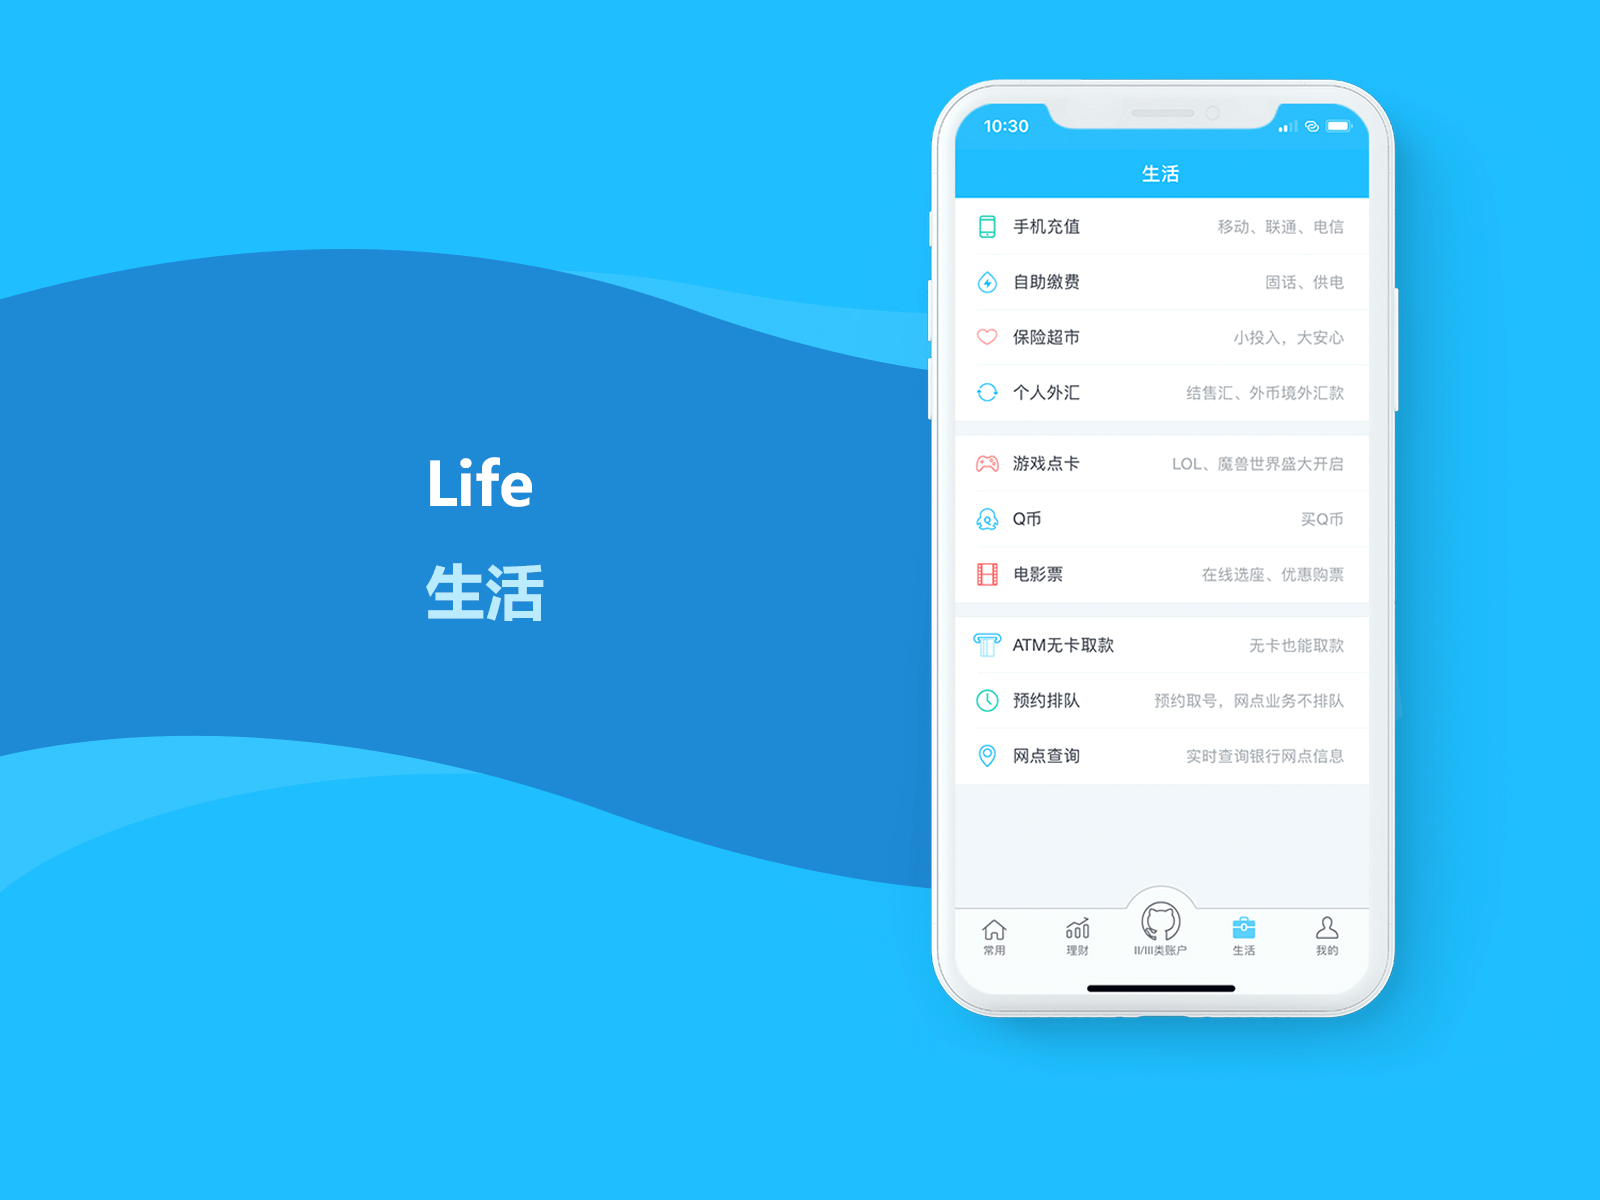 Life
生活
10:30
生活
手机充值 移动、联通、电信
自助缴费 固话、供电
保险超市 小投入，大安心
个人外汇 结售汇、外币境外汇款
游戏点卡 LOL、魔兽世界盛大开启
Q币 买Q币
电影票 在线选座、优惠购票
ATM无卡取款 无卡也能取款
预约排队 预约取号，网点业务不排队
网点查询 实时查询银行网点信息
常用 理财 II/III类账户 生活 我的